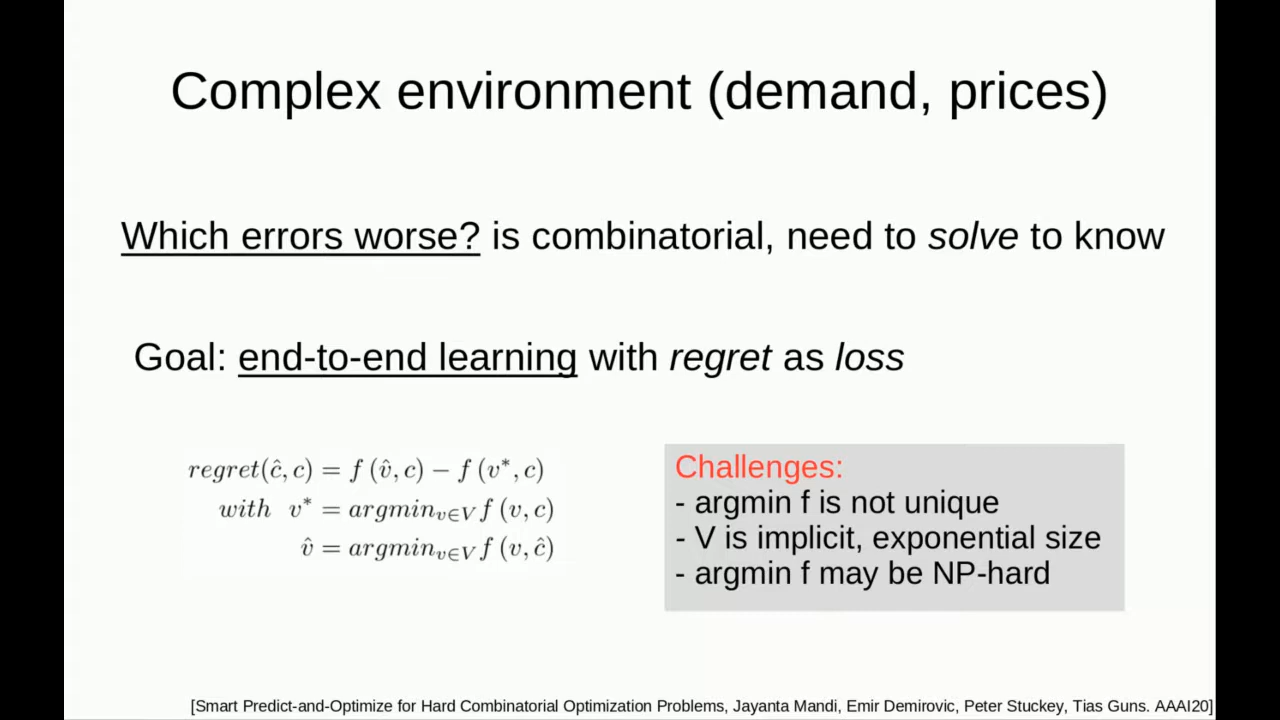 Complex environment (demand, prices)
Which errors worse? is combinatorial, need to solve to know
Goal: end-to-end learning with regret as loss
regret(ĉ, c) = f (v̂, c) − f (v*, c)
with v* = argmin_{v∈V} f (v, c)
v̂ = argmin_{v∈V} f (v, ĉ)
Challenges:
- argmin f is not unique
- V is implicit, exponential size
- argmin f may be NP-hard
[Smart Predict-and-Optimize for Hard Combinatorial Optimization Problems, Jayanta Mandi, Emir Demirovic, Peter Stuckey, Tias Guns. AAAI20]